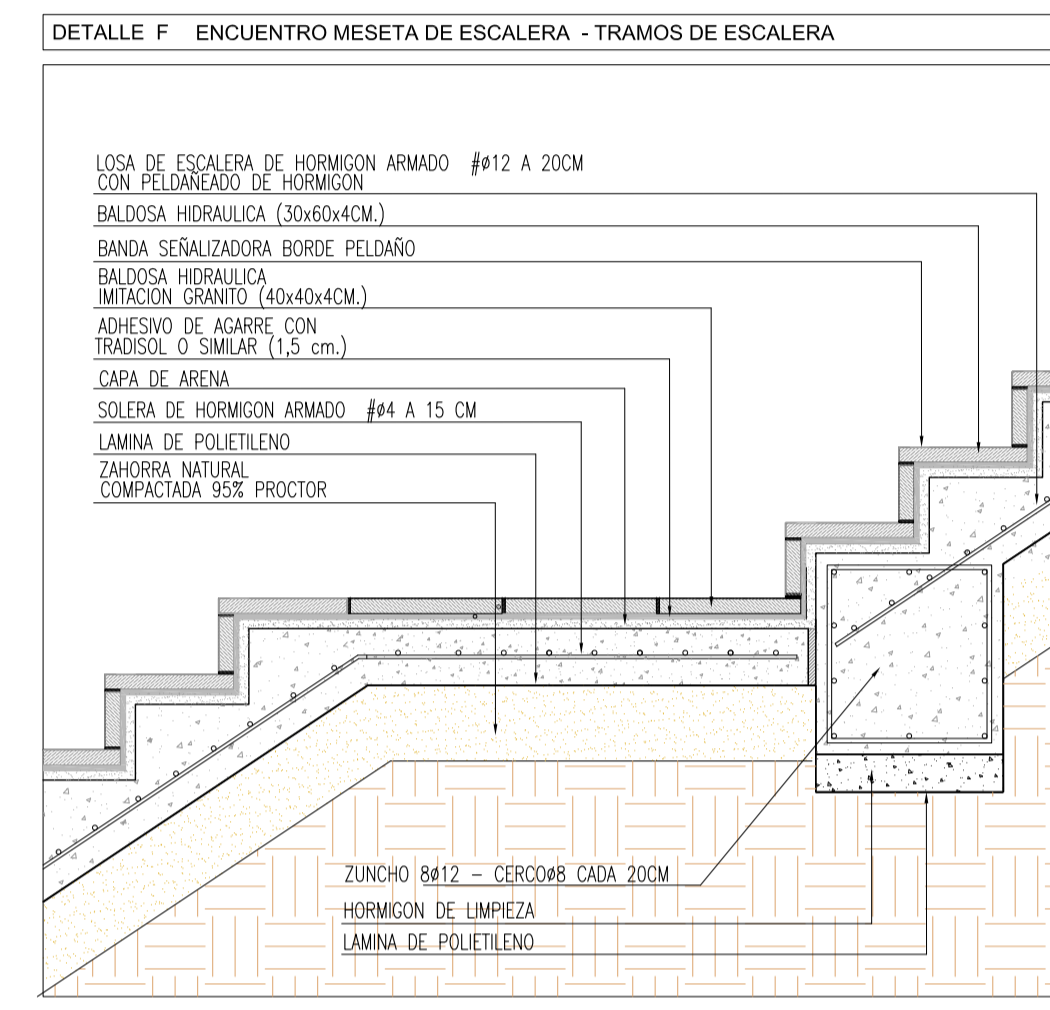 DETALLE F ENCUENTRO MESETA DE ESCALERA - TRAMOS DE ESCALERA
LOSA DE ESCALERA DE HORMIGON ARMADO #ø12 A 20CM
CON PELDAÑEADO DE HORMIGON
BALDOSA HIDRAULICA (30x60x4CM.)
BANDA SEÑALIZADORA BORDE PELDAÑO
BALDOSA HIDRAULICA
IMITACION GRANITO (40x40x4CM.)
ADHESIVO DE AGARRE CON
TRADISOL O SIMILAR (1,5 cm.)
CAPA DE ARENA
SOLERA DE HORMIGON ARMADO #ø4 A 15 CM
LAMINA DE POLIETILENO
ZAHORRA NATURAL
COMPACTADA 95% PROCTOR
ZUNCHO 8ø12 – CERCOø8 CADA 20CM
HORMIGON DE LIMPIEZA
LAMINA DE POLIETILENO